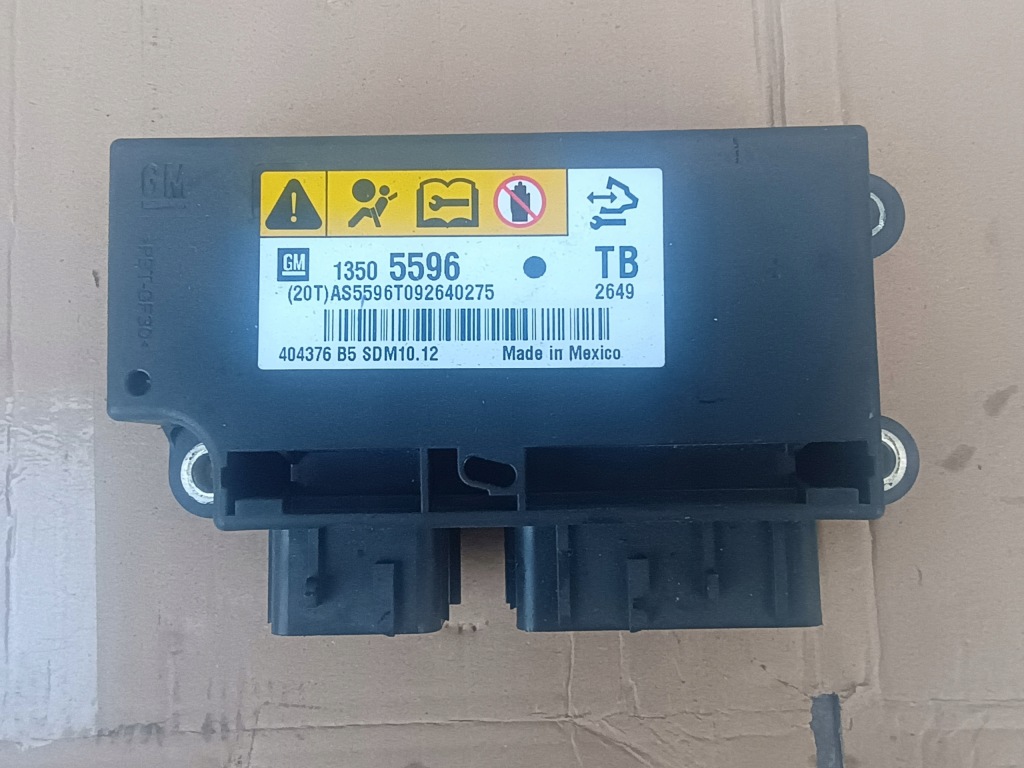 GM
GM 1350 5596 TB
(20T)AS5596T092640275 2649
404376 B5 SDM10.12 Made in Mexico